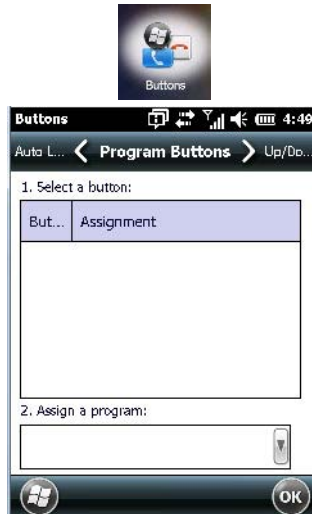 Buttons
Buttons 4:49
Auto L... Program Buttons Up/Do...
1. Select a button:
But... Assignment
2. Assign a program:
OK